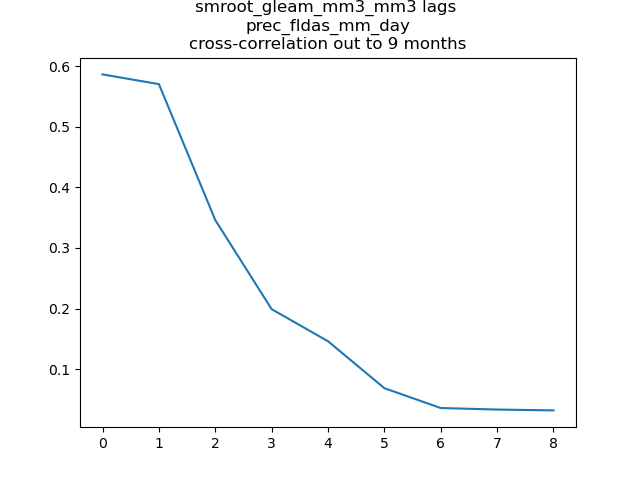 smroot_gleam_mm3_mm3 lags
prec_fldas_mm_day
cross-correlation out to 9 months
0.6
0.5
0.4
0.3
0.2
0.1
0 1 2 3 4 5 6 7 8